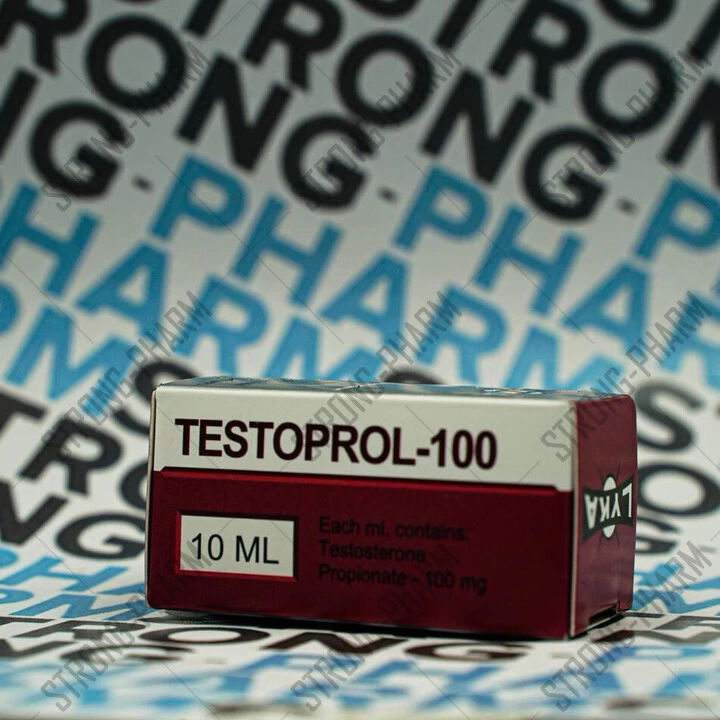 STRONG-PHARM
TESTOPROL-100
10 ML
Each ml. contains:
Testosterone
Propionate - 100 mg
LYKA